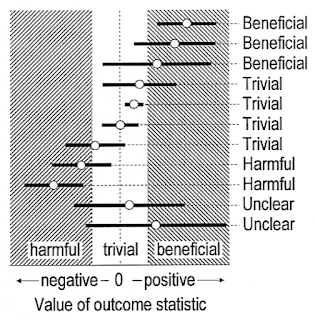 Beneficial
Beneficial
Beneficial
Trivial
Trivial
Trivial
Trivial
Harmful
Harmful
Unclear
Unclear
harmful trivial beneficial
negative 0 positive
Value of outcome statistic